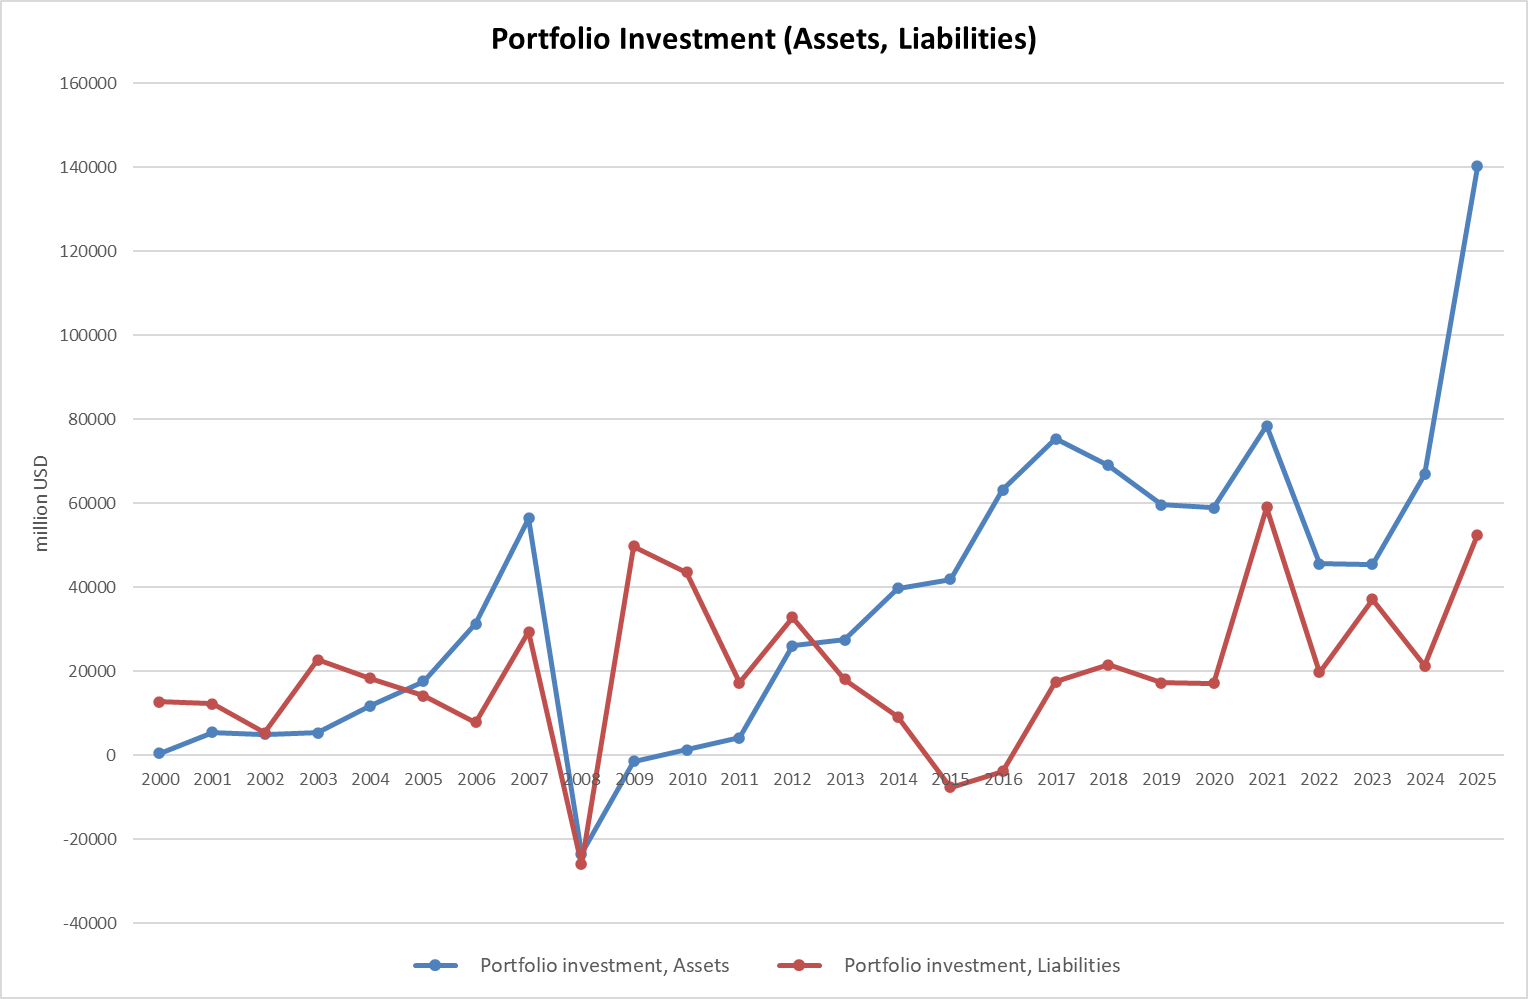 Portfolio Investment (Assets, Liabilities)
160000
140000
120000
100000
80000
60000
40000
20000
0
-20000
-40000
million USD
2000 2001 2002 2003 2004 2005 2006 2007 2008 2009 2010 2011 2012 2013 2014 2015 2016 2017 2018 2019 2020 2021 2022 2023 2024 2025
Portfolio investment, Assets Portfolio investment, Liabilities